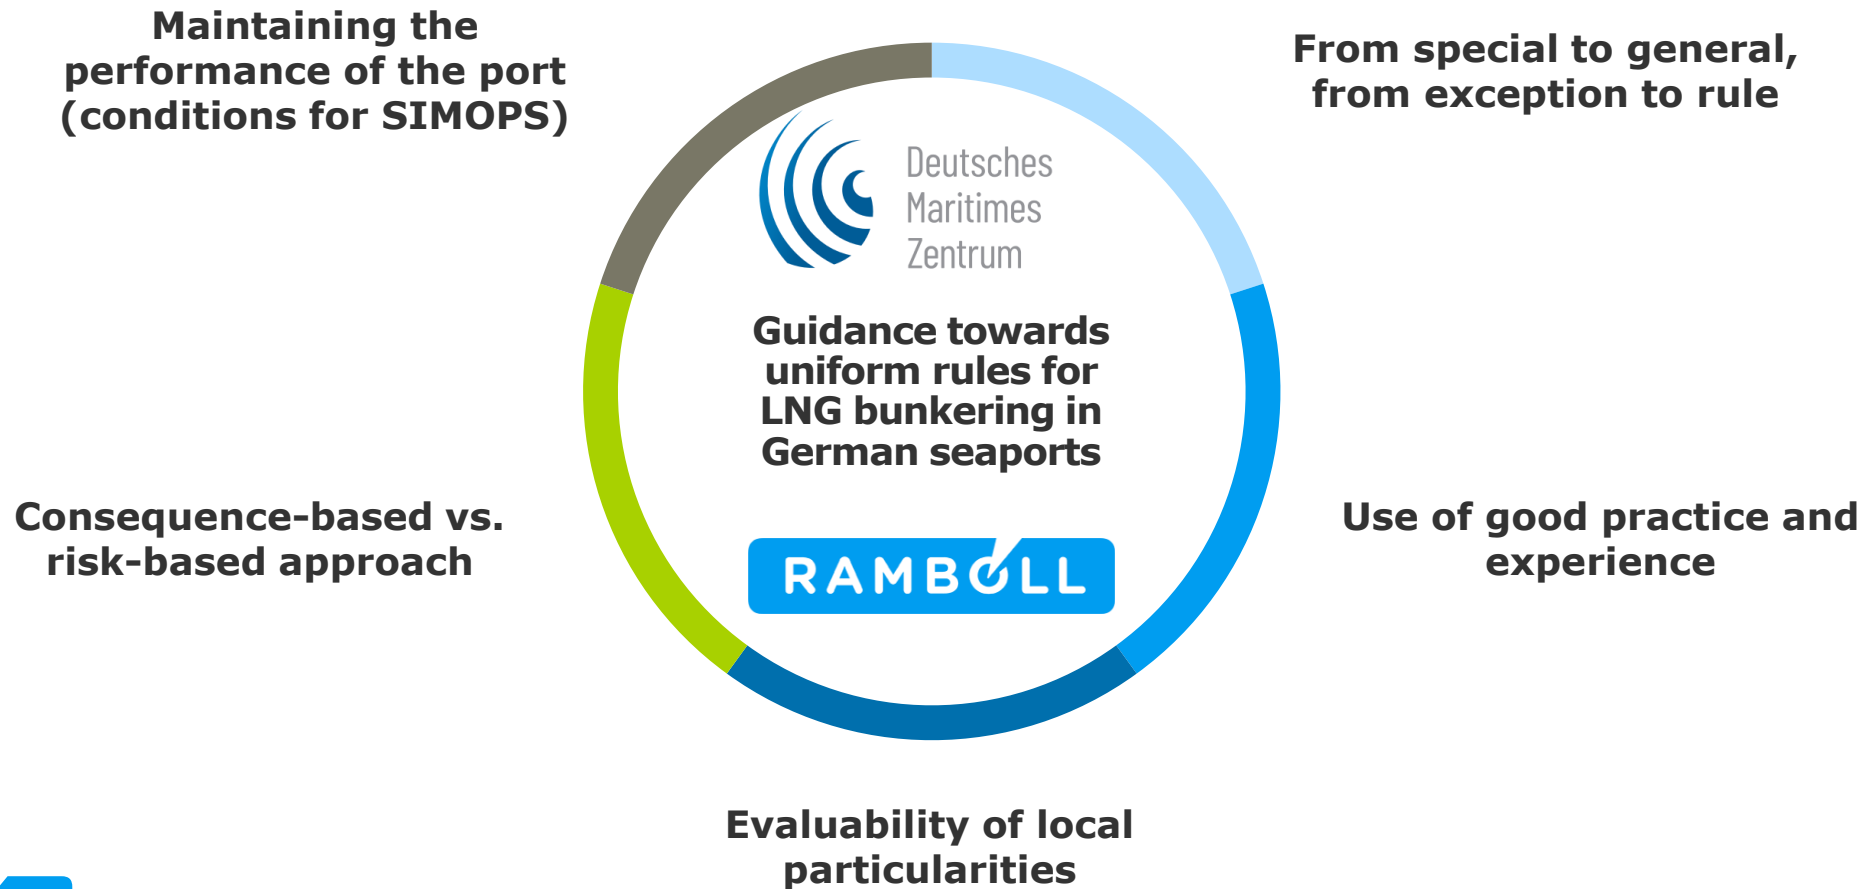 Maintaining the
performance of the port
(conditions for SIMOPS)
From special to general,
from exception to rule
Deutsches
Maritimes
Zentrum
Guidance towards
uniform rules for
LNG bunkering in
German seaports
RAMBOLL
Consequence-based vs.
risk-based approach
Use of good practice and
experience
Evaluability of local
particularities